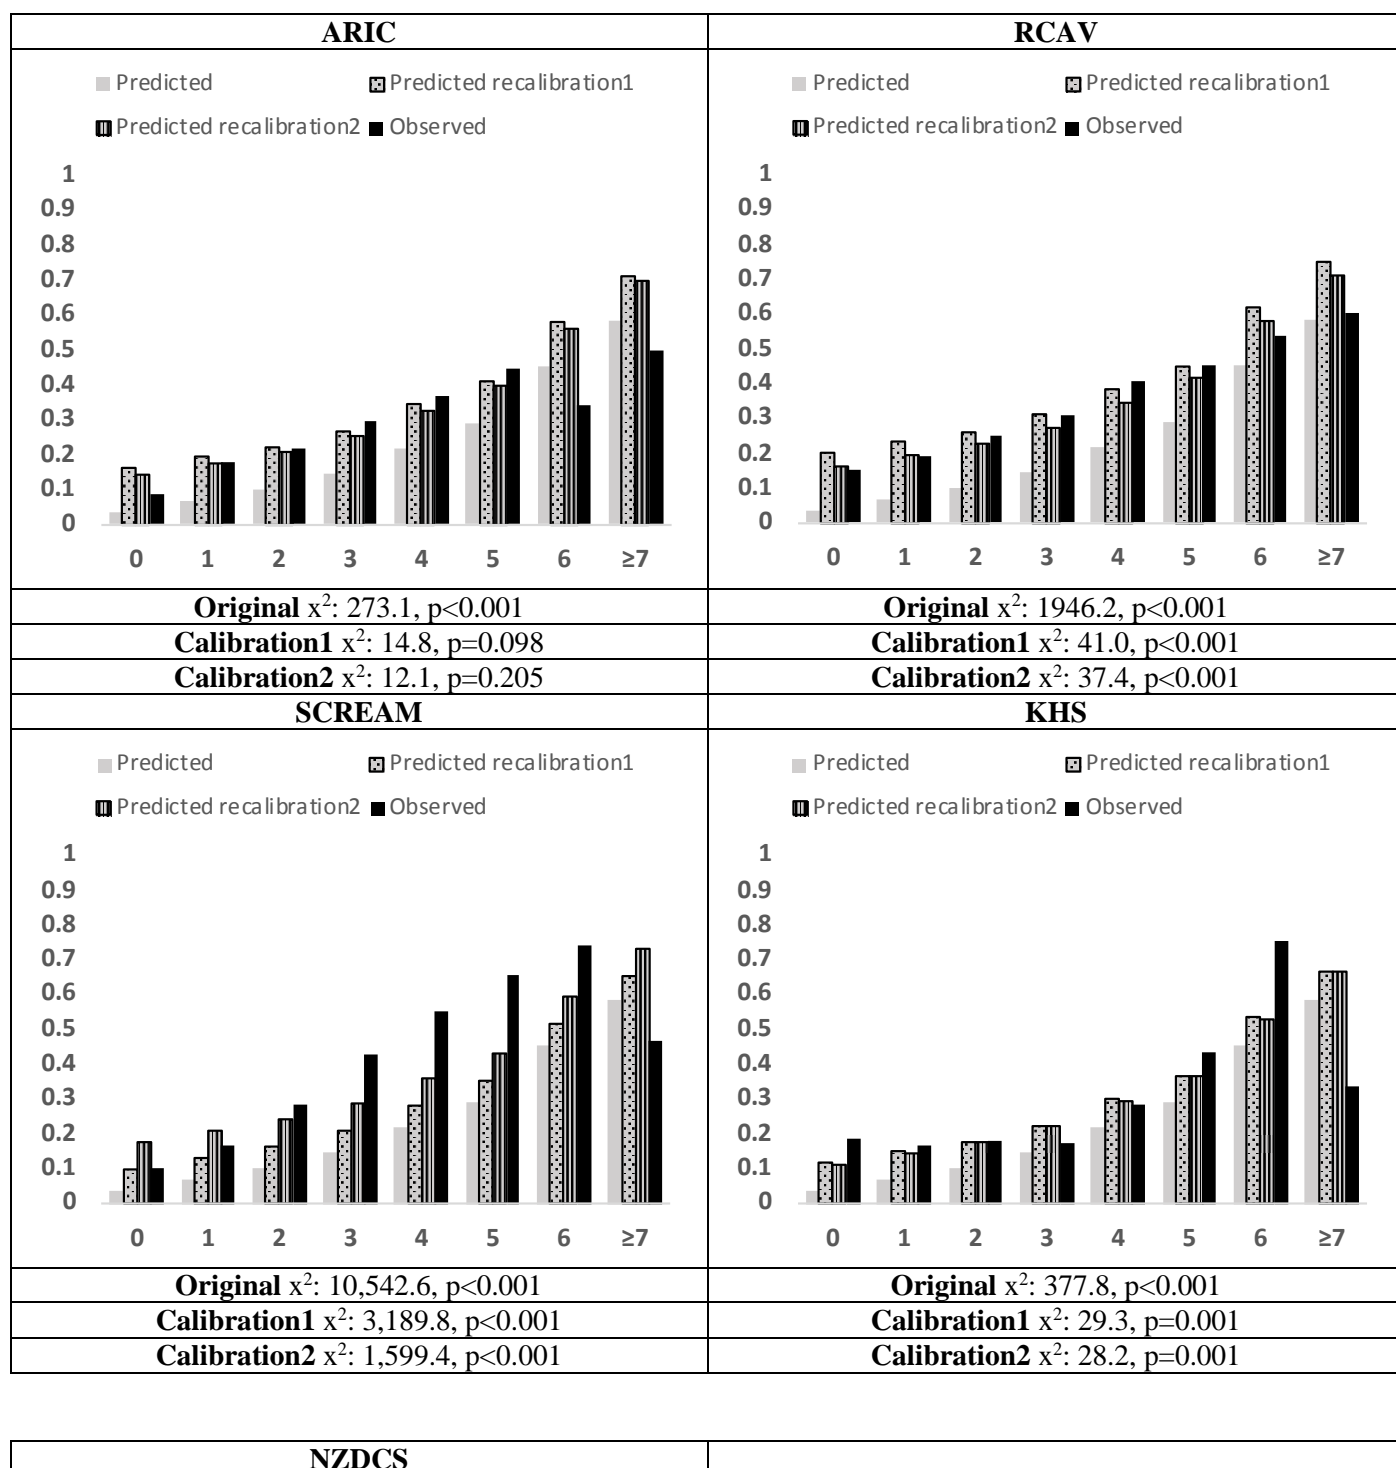 ARIC
Predicted
Predicted recalibration1
Predicted recalibration2
Observed
1
0.9
0.8
0.7
0.6
0.5
0.4
0.3
0.2
0.1
0
0 1 2 3 4 5 6 ≥7
Original x²: 273.1, p<0.001
Calibration1 x²: 14.8, p=0.098
Calibration2 x²: 12.1, p=0.205
RCAV
Predicted
Predicted recalibration1
Predicted recalibration2
Observed
1
0.9
0.8
0.7
0.6
0.5
0.4
0.3
0.2
0.1
0
0 1 2 3 4 5 6 ≥7
Original x²: 1946.2, p<0.001
Calibration1 x²: 41.0, p<0.001
Calibration2 x²: 37.4, p<0.001
SCREAM
Predicted
Predicted recalibration1
Predicted recalibration2
Observed
1
0.9
0.8
0.7
0.6
0.5
0.4
0.3
0.2
0.1
0
0 1 2 3 4 5 6 ≥7
Original x²: 10,542.6, p<0.001
Calibration1 x²: 3,189.8, p<0.001
Calibration2 x²: 1,599.4, p<0.001
KHS
Predicted
Predicted recalibration1
Predicted recalibration2
Observed
1
0.9
0.8
0.7
0.6
0.5
0.4
0.3
0.2
0.1
0
0 1 2 3 4 5 6 ≥7
Original x²: 377.8, p<0.001
Calibration1 x²: 29.3, p=0.001
Calibration2 x²: 28.2, p=0.001
NZDCS